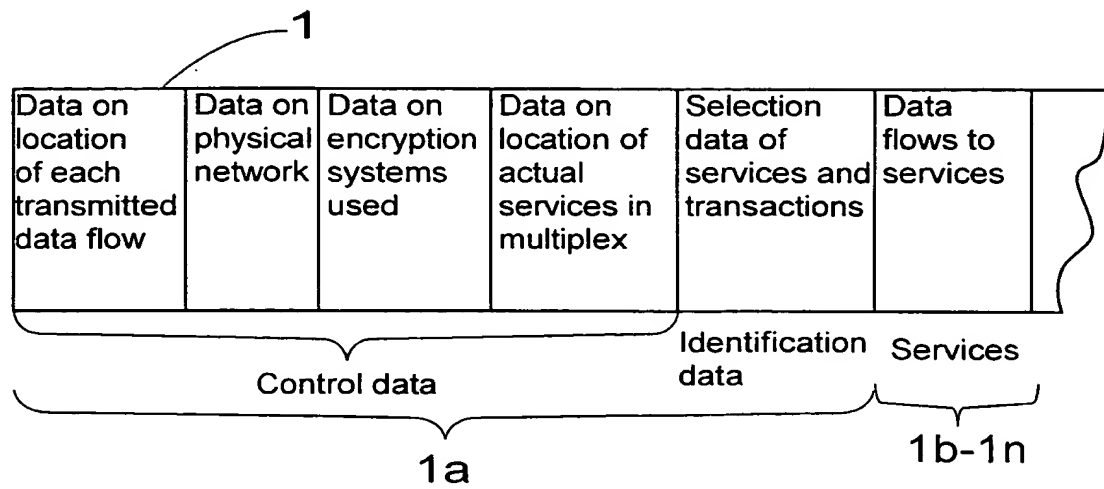 1
Data on
location
of each
transmitted
data flow
Data on
physical
network
Data on
encryption
systems
used
Data on
location of
actual
services in
multiplex
Selection
data of
services and
transactions
Data
flows to
services
Control data
Identification
data
Services
1a
1b-1n